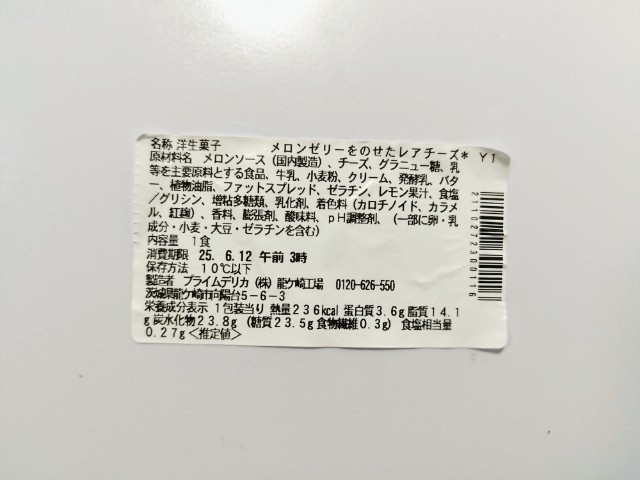 名称 洋生菓子　　メロンゼリーをのせたレアチーズ* Y1
原材料名 メロンソース（国内製造）、チーズ、グラニュー糖、乳
等を主要原料とする食品、牛乳、小麦粉、クリーム、発酵乳、バタ
ー、植物油脂、ファットスプレッド、ゼラチン、レモン果汁、食塩
／グリシン、増粘多糖類、乳化剤、着色料（カロチノイド、カラメ
ル、紅麹）、香料、膨張剤、酸味料、pH調整剤、（一部に卵・乳
成分・小麦・大豆・ゼラチンを含む）
内容量 1食
消費期限 25. 6.12 午前 3時
保存方法 10℃以下
製造者 プライムデリカ（株）龍ケ崎工場 0120-626-550
茨城県龍ケ崎市向陽台5-6-3
栄養成分表示 1包装当り 熱量236kcal 蛋白質3.6g 脂質14.1
g 炭水化物23.8g（糖質23.5g 食物繊維0.3g）食塩相当量
0.27g＜推定値＞
2110272300116